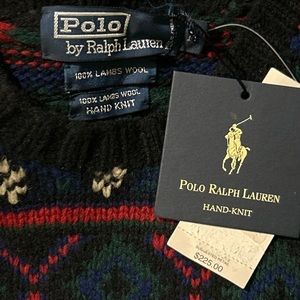 Polo
by Ralph Lauren
100% LAMBS WOOL
100% LAMBS WOOL
HAND KNIT
POLO RALPH LAUREN
HAND-KNIT
$225.00